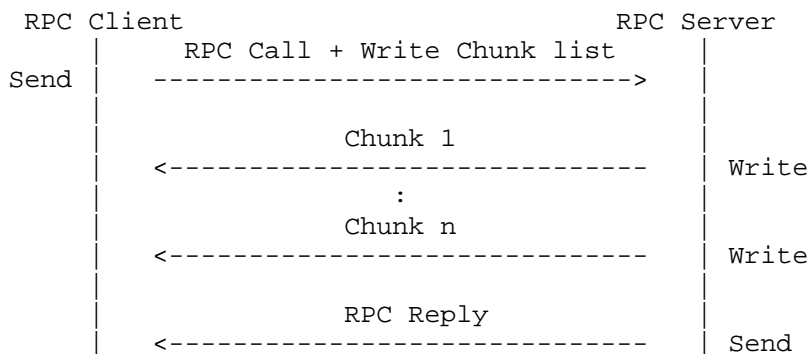 RPC Client                           RPC Server
     |      RPC Call + Write Chunk list      |
Send |   ------------------------------>     |
     |                                       |
     |                Chunk 1                |
     |   <------------------------------     | Write
     |                   :                   |
     |                Chunk n                |
     |   <------------------------------     | Write
     |                                       |
     |               RPC Reply               |
     |   <------------------------------     | Send